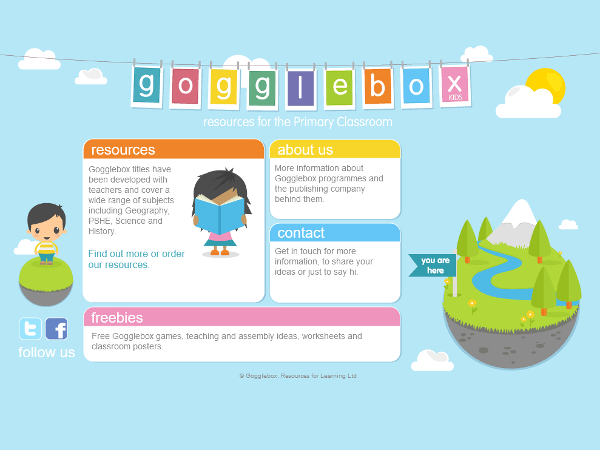 gogglebox
KIDS
resources for the Primary Classroom
resources
Gogglebox titles have
been developed with
teachers and cover a
wide range of subjects
including Geography,
PSHE, Science and
History.
Find out more or order
our resources.
about us
More information about
Gogglebox programmes and
the publishing company
behind them.
contact
Get in touch for more
information, to share your
ideas or just to say hi.
you are
here
freebies
Free Gogglebox games, teaching and assembly ideas, worksheets and
classroom posters.
t f
follow us
© Gogglebox, Resources for Learning Ltd